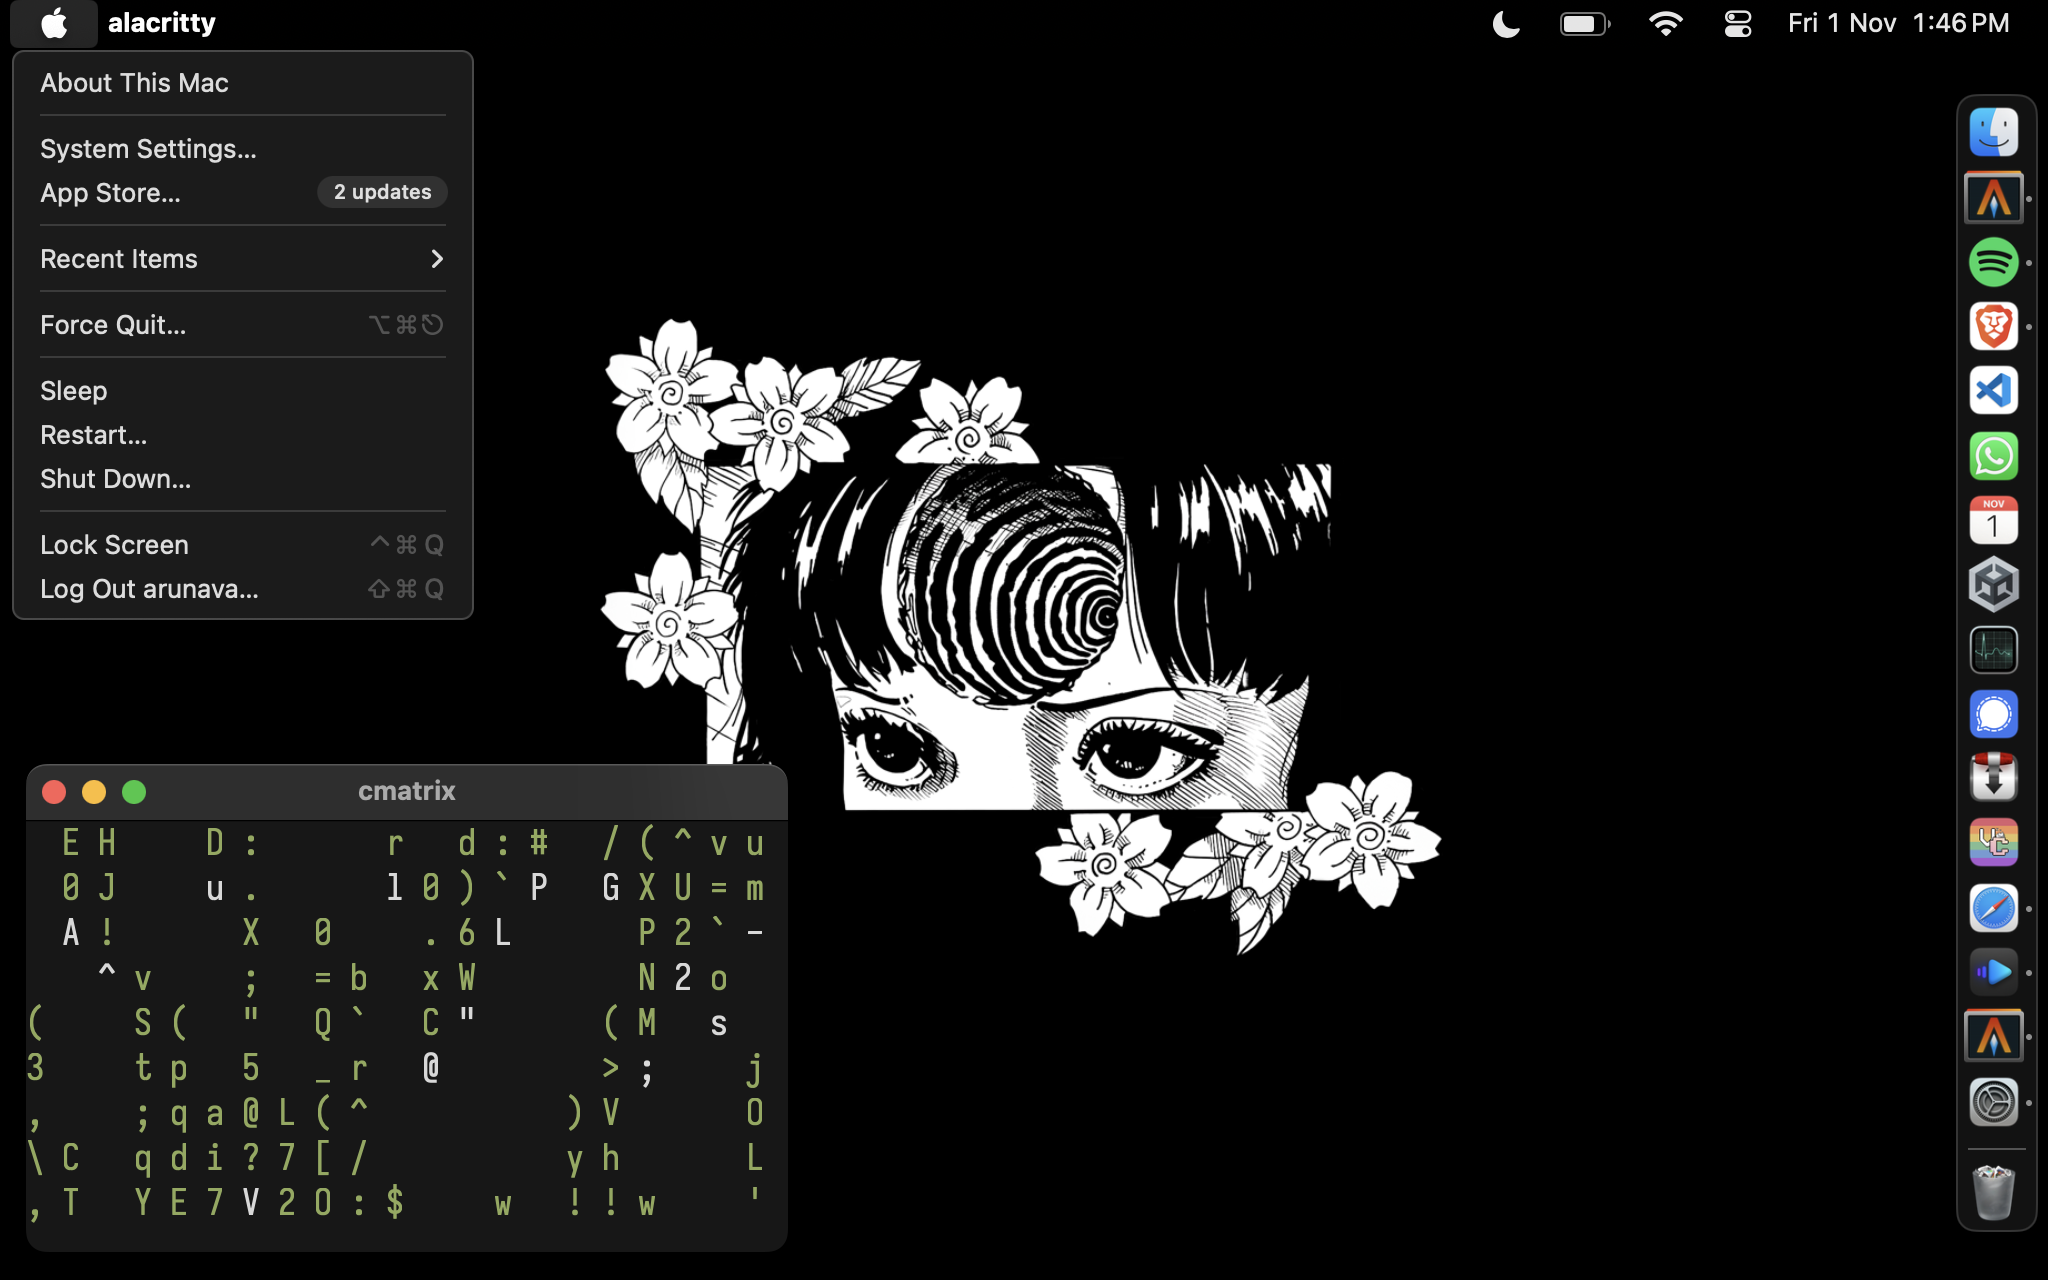 alacritty
Fri 1 Nov 1:46 PM
About This Mac
System Settings...
App Store... 2 updates
Recent Items
Force Quit... ⌥⌘⎋
Sleep
Restart...
Shut Down...
Lock Screen ^⌘Q
Log Out arunava... ⇧⌘Q
NOV
1
VC
cmatrix
E H D : r d : # / ( ^ v u
0 J u . l 0 ) ` P G X U = m
A ! X 0 . 6 L P 2 ` -
^ v ; = b x W N 2 o
( S ( " Q ` C " ( M s
3 t p 5 _ r @ > ; j
, ; q a @ L ( ^ ) V O
\ C q d i ? 7 [ / y h L
, T Y E 7 V 2 O : $ w ! ! w '